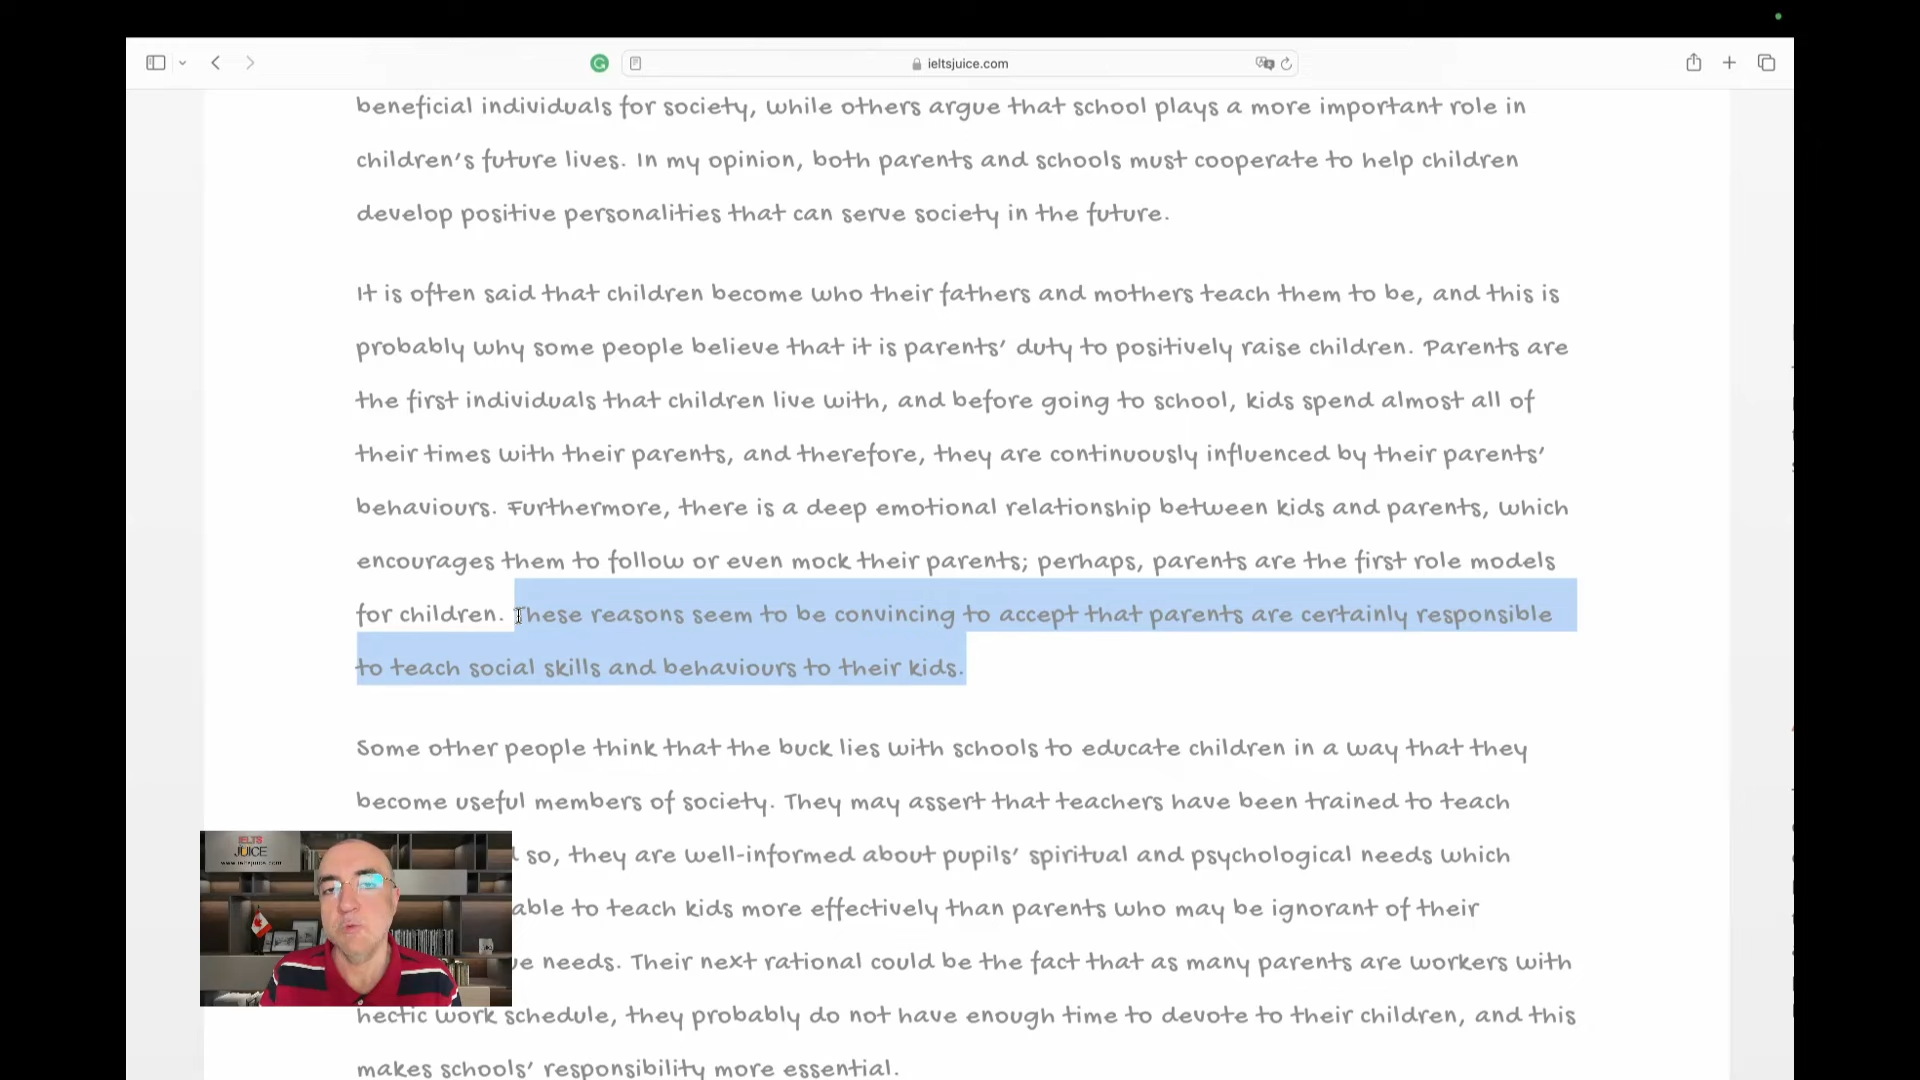 ieltsjuice.com
beneficial individuals for society, while others argue that school plays a more important role in
children's future lives. In my opinion, both parents and schools must cooperate to help children
develop positive personalities that can serve society in the future.
It is often said that children become who their fathers and mothers teach them to be, and this is
probably why some people believe that it is parents' duty to positively raise children. Parents are
the first individuals that children live with, and before going to school, kids spend almost all of
their times with their parents, and therefore, they are continuously influenced by their parents'
behaviours. Furthermore, there is a deep emotional relationship between kids and parents, which
encourages them to follow or even mock their parents; perhaps, parents are the first role models
for children. These reasons seem to be convincing to accept that parents are certainly responsible
to teach social skills and behaviours to their kids.
Some other people think that the buck lies with schools to educate children in a way that they
become useful members of society. They may assert that teachers have been trained to teach
so, they are well-informed about pupils' spiritual and psychological needs which
able to teach kids more effectively than parents who may be ignorant of their
needs. Their next rational could be the fact that as many parents are workers with
hectic work schedule, they probably do not have enough time to devote to their children, and this
makes schools' responsibility more essential.
IELTS
JUICE
www.ieltsjuice.com